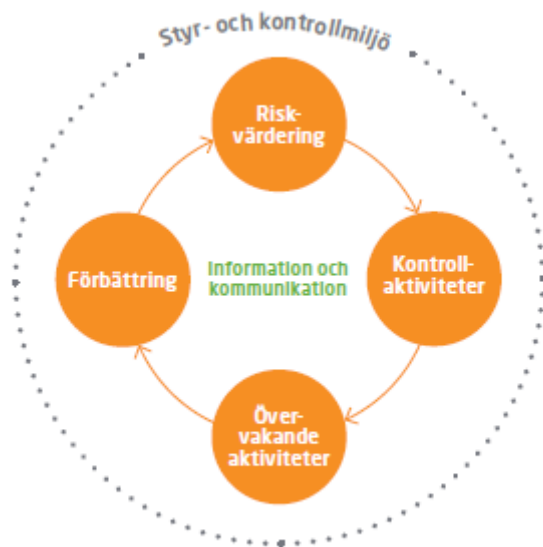 Styr- och kontrollmiljö
Risk-
värdering
Kontroll-
aktiviteter
Information och
kommunikation
Förbättring
Över-
vakande
aktiviteter